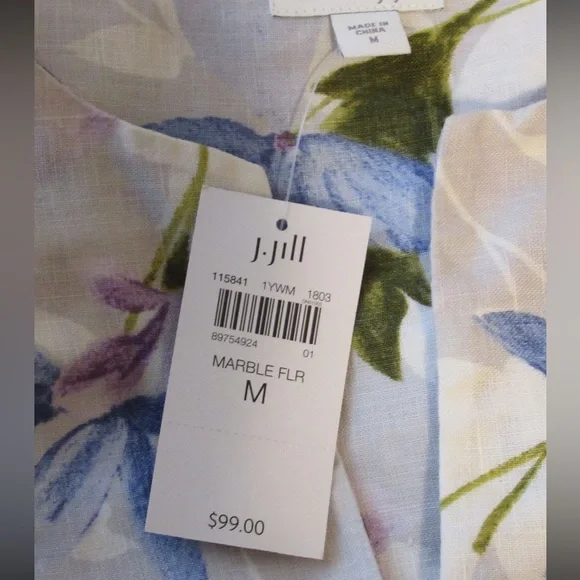 MADE IN
CHINA
M
J.Jill
115841 1YWM 1803
89754924 01
MARBLE FLR
M
$99.00